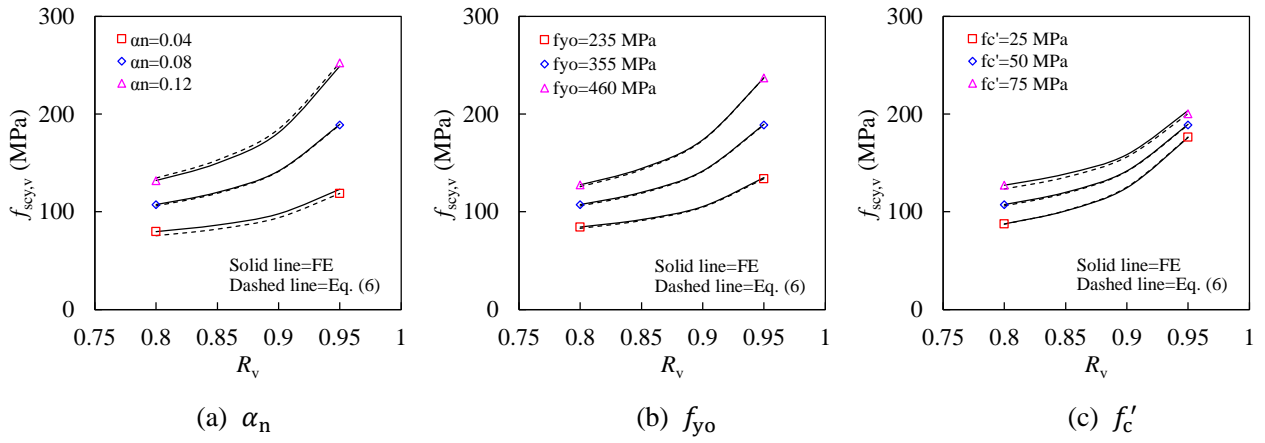 300
200
100
0
f_scy,v (MPa)
αn=0.04
αn=0.08
αn=0.12
Solid line=FE
Dashed line=Eq. (6)
0.75 0.8 0.85 0.9 0.95 1
R_v
(a) α_n
300
200
100
0
f_scy,v (MPa)
fyo=235 MPa
fyo=355 MPa
fyo=460 MPa
Solid line=FE
Dashed line=Eq. (6)
0.75 0.8 0.85 0.9 0.95 1
R_v
(b) f_yo
300
200
100
0
f_scy,v (MPa)
fc'=25 MPa
fc'=50 MPa
fc'=75 MPa
Solid line=FE
Dashed line=Eq. (6)
0.75 0.8 0.85 0.9 0.95 1
R_v
(c) f_c′